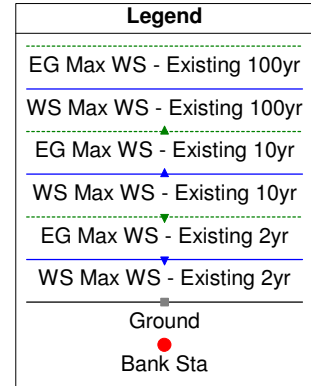 Legend
EG Max WS - Existing 100yr
WS Max WS - Existing 100yr
EG Max WS - Existing 10yr
WS Max WS - Existing 10yr
EG Max WS - Existing 2yr
WS Max WS - Existing 2yr
Ground
Bank Sta